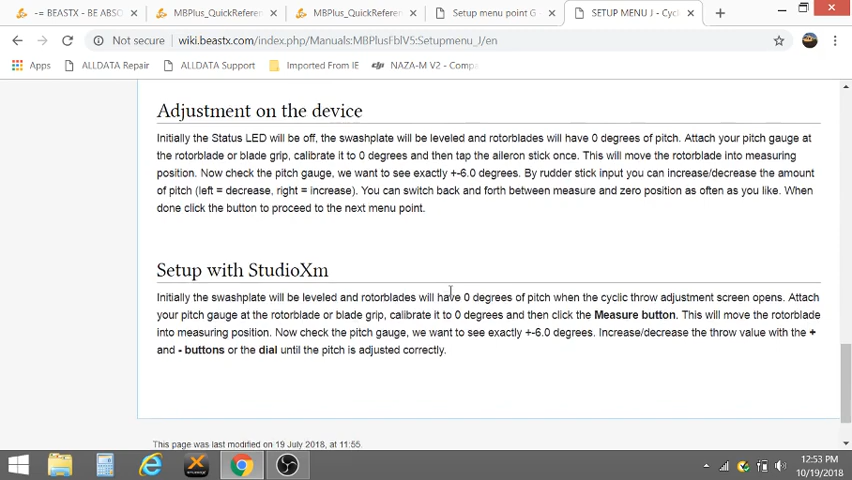 -= BEASTX - BE ABSO
MBPlus_QuickReferen
MBPlus_QuickReferen
Setup menu point G -
SETUP MENU J - Cyc
Not secure | wiki.beastx.com/index.php/Manuals:MBPlusFblV5:Setupmenu_J/en
Apps
ALLDATA Repair
ALLDATA Support
Imported From IE
NAZA-M V2 - Comp
Adjustment on the device
Initially the Status LED will be off, the swashplate will be leveled and rotorblades will have 0 degrees of pitch. Attach your pitch gauge at
the rotorblade or blade grip, calibrate it to 0 degrees and then tap the aileron stick once. This will move the rotorblade into measuring
position. Now check the pitch gauge, we want to see exactly +-6.0 degrees. By rudder stick input you can increase/decrease the amount
of pitch (left = decrease, right = increase). You can switch back and forth between measure and zero position as often as you like. When
done click the button to proceed to the next menu point.
Setup with StudioXm
Initially the swashplate will be leveled and rotorblades will have 0 degrees of pitch when the cyclic throw adjustment screen opens. Attach
your pitch gauge at the rotorblade or blade grip, calibrate it to 0 degrees and then click the Measure button. This will move the rotorblade
into measuring position. Now check the pitch gauge, we want to see exactly +-6.0 degrees. Increase/decrease the throw value with the +
and - buttons or the dial until the pitch is adjusted correctly.
This page was last modified on 19 July 2018, at 11:55.
12:53 PM
10/19/2018